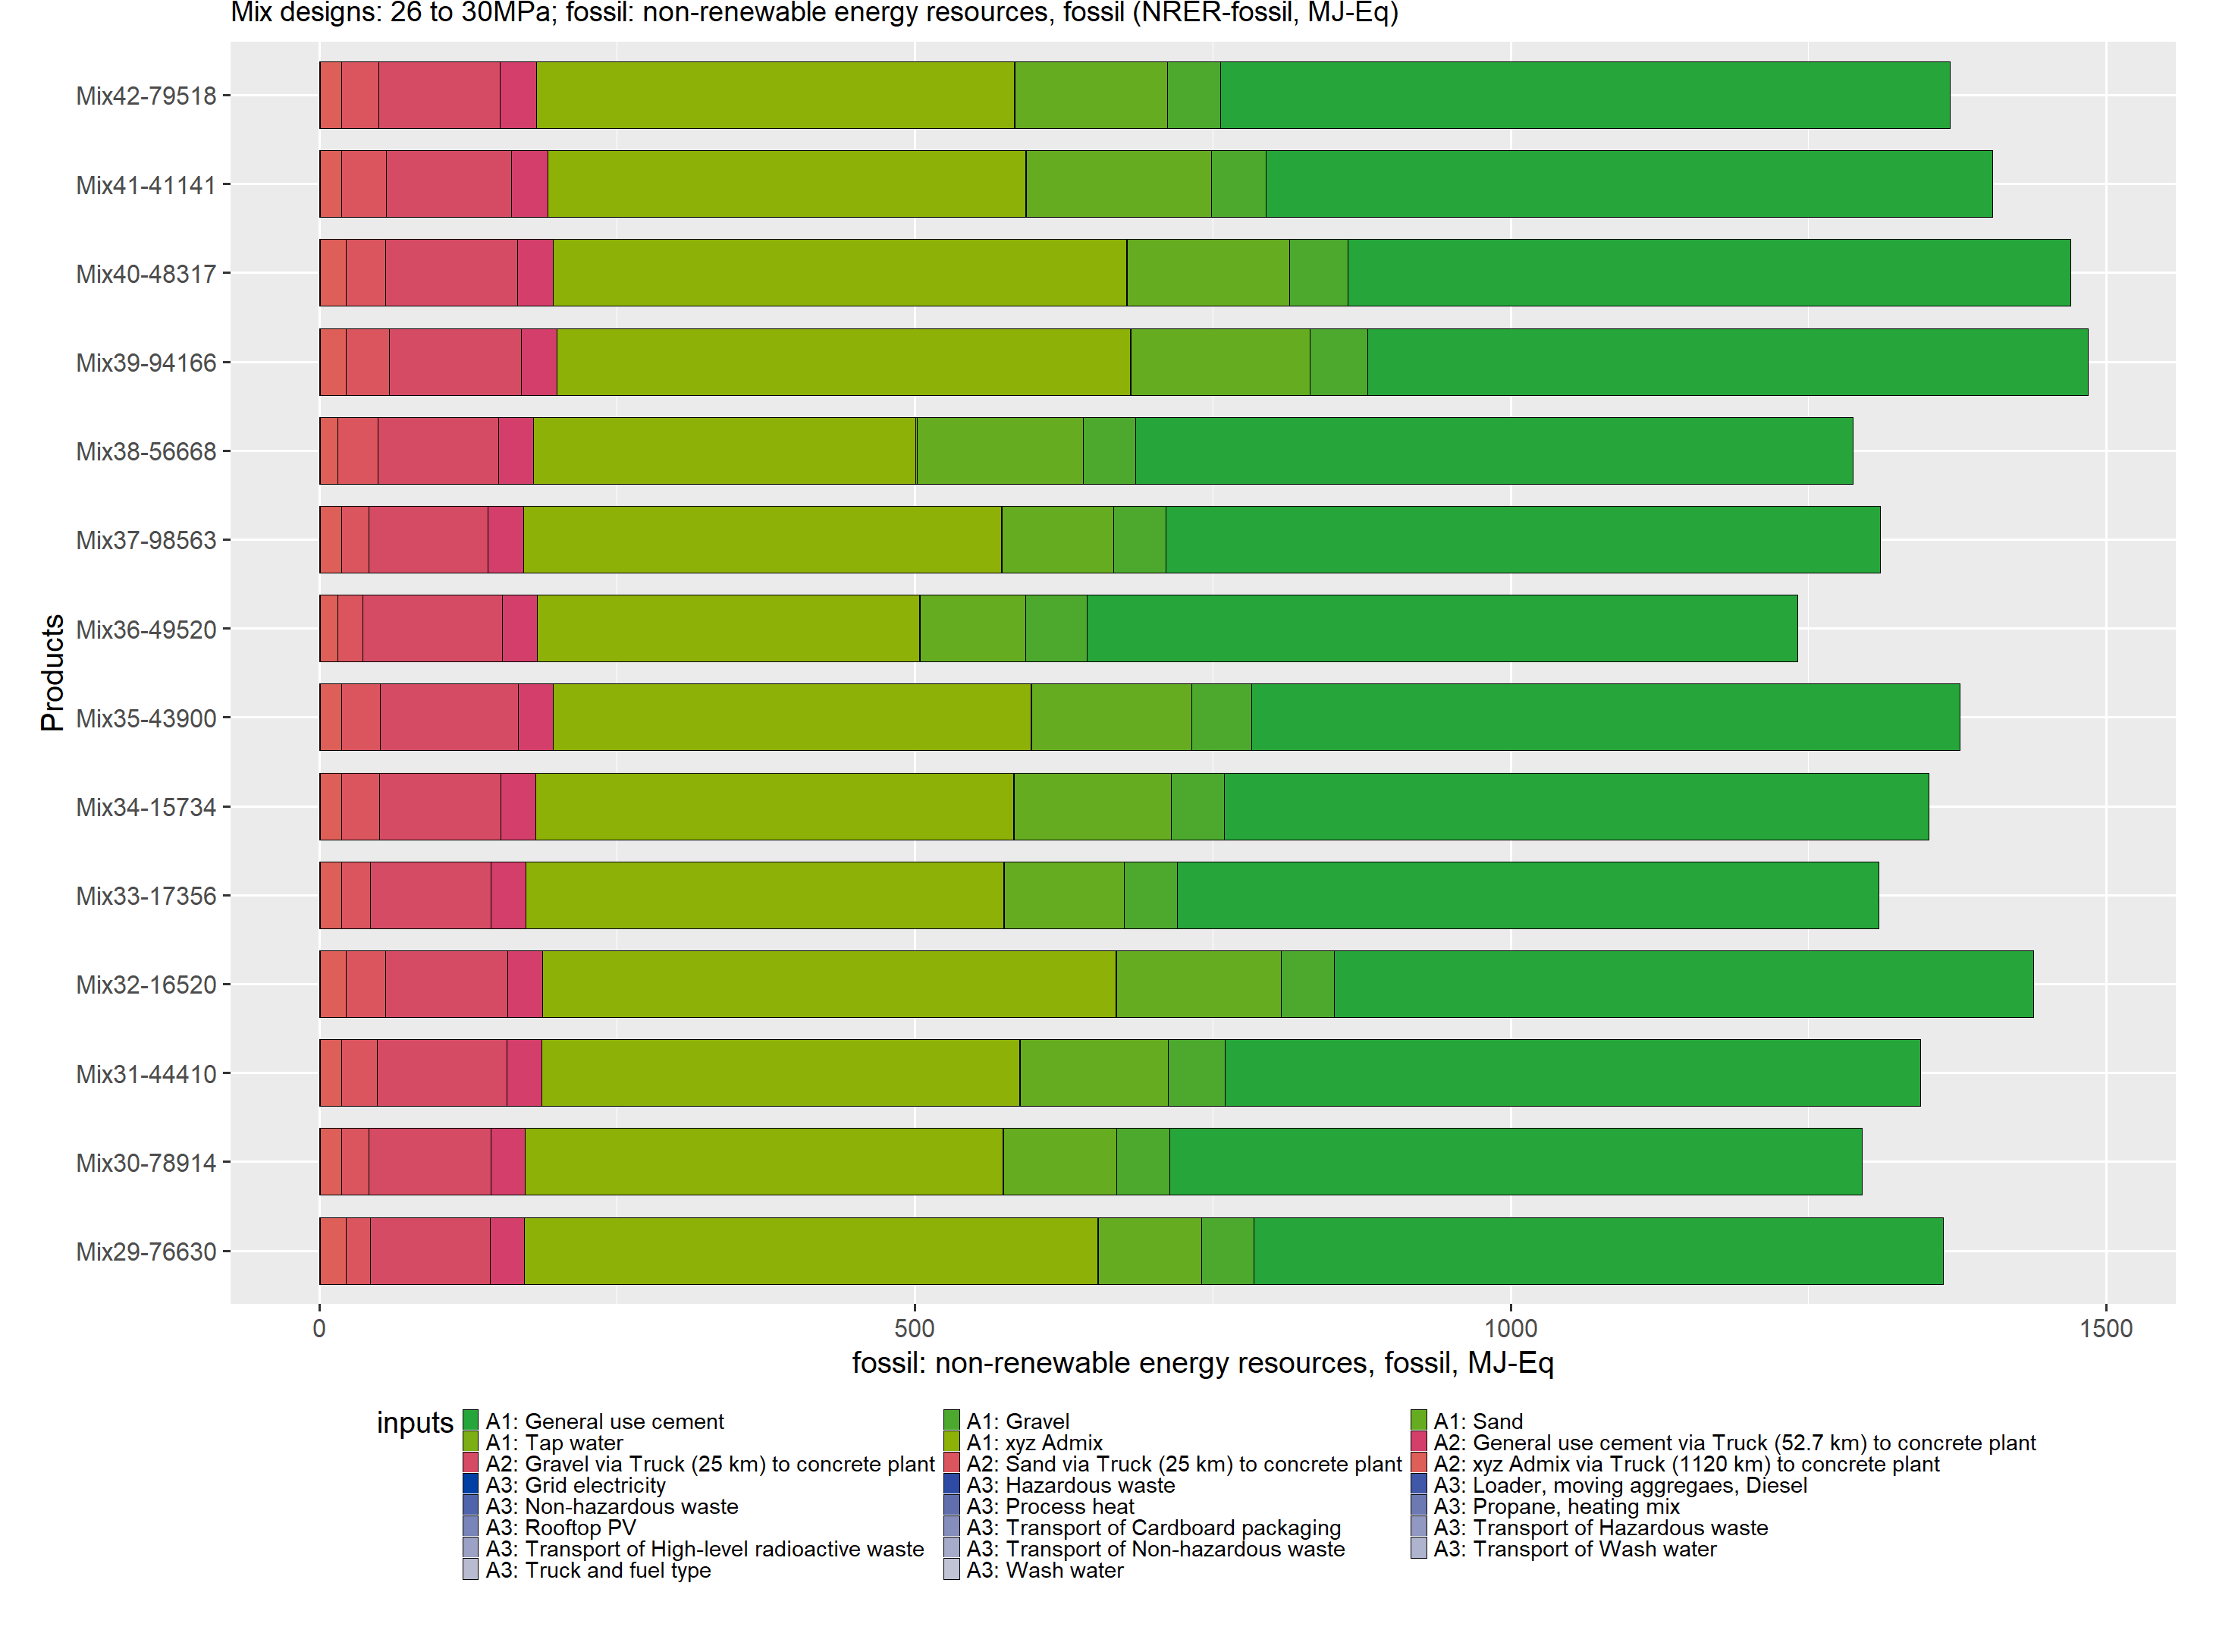 Mix designs: 26 to 30MPa; fossil: non-renewable energy resources, fossil (NRER-fossil, MJ-Eq)
Products
Mix42-79518
Mix41-41141
Mix40-48317
Mix39-94166
Mix38-56668
Mix37-98563
Mix36-49520
Mix35-43900
Mix34-15734
Mix33-17356
Mix32-16520
Mix31-44410
Mix30-78914
Mix29-76630
0 500 1000 1500
fossil: non-renewable energy resources, fossil, MJ-Eq
inputs
A1: General use cement A1: Gravel A1: Sand
A1: Tap water A1: xyz Admix A2: General use cement via Truck (52.7 km) to concrete plant
A2: Gravel via Truck (25 km) to concrete plant A2: Sand via Truck (25 km) to concrete plant A2: xyz Admix via Truck (1120 km) to concrete plant
A3: Grid electricity A3: Hazardous waste A3: Loader, moving aggregaes, Diesel
A3: Non-hazardous waste A3: Process heat A3: Propane, heating mix
A3: Rooftop PV A3: Transport of Cardboard packaging A3: Transport of Hazardous waste
A3: Transport of High-level radioactive waste A3: Transport of Non-hazardous waste A3: Transport of Wash water
A3: Truck and fuel type A3: Wash water